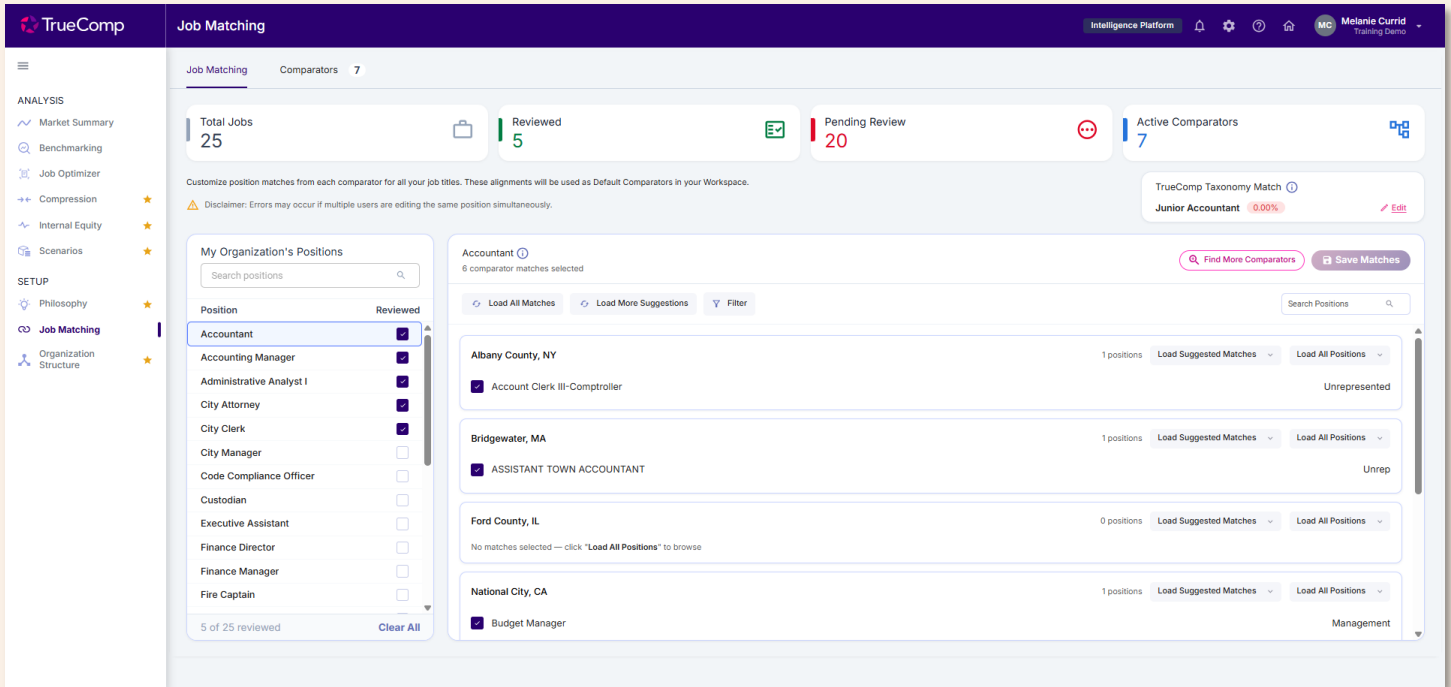 TrueComp
Job Matching
Intelligence Platform
MC
Melanie Currid
Training Demo
Job Matching
Comparators 7
ANALYSIS
Market Summary
Benchmarking
Job Optimizer
Compression
Internal Equity
Scenarios
SETUP
Philosophy
Job Matching
Organization
Structure
Total Jobs
25
Reviewed
5
Pending Review
20
Active Comparators
7
Customize position matches from each comparator for all your job titles. These alignments will be used as Default Comparators in your Workspace.
Disclaimer: Errors may occur if multiple users are editing the same position simultaneously.
TrueComp Taxonomy Match
Junior Accountant 0.00% Edit
My Organization's Positions
Search positions
Position Reviewed
Accountant
Accounting Manager
Administrative Analyst I
City Attorney
City Clerk
City Manager
Code Compliance Officer
Custodian
Executive Assistant
Finance Director
Finance Manager
Fire Captain
5 of 25 reviewed Clear All
Accountant
6 comparator matches selected
Find More Comparators Save Matches
Load All Matches Load More Suggestions Filter Search Positions
Albany County, NY 1 positions Load Suggested Matches Load All Positions
Account Clerk III-Comptroller Unrepresented
Bridgewater, MA 1 positions Load Suggested Matches Load All Positions
ASSISTANT TOWN ACCOUNTANT Unrep
Ford County, IL 0 positions Load Suggested Matches Load All Positions
No matches selected — click "Load All Positions" to browse
National City, CA 1 positions Load Suggested Matches Load All Positions
Budget Manager Management